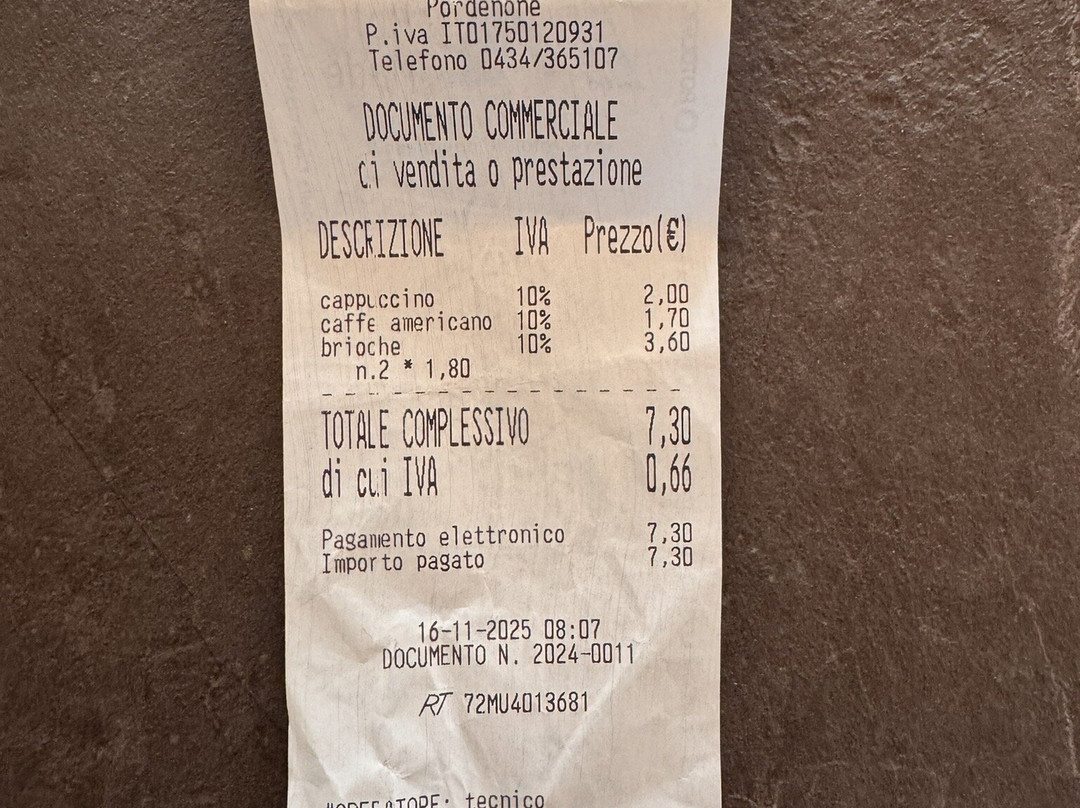 Pordenone
P.iva IT01750120931
Telefono 0434/365107
DOCUMENTO COMMERCIALE
di vendita o prestazione
DESCRIZIONE IVA Prezzo(€)
cappuccino 10% 2,00
caffe americano 10% 1,70
brioche 10% 3,60
n.2 * 1,80
TOTALE COMPLESSIVO 7,30
di cui IVA 0,66
Pagamento elettronico 7,30
Importo pagato 7,30
16-11-2025 08:07
DOCUMENTO N. 2024-0011
RT 72MU4013681
#OPERATORE: tecnico